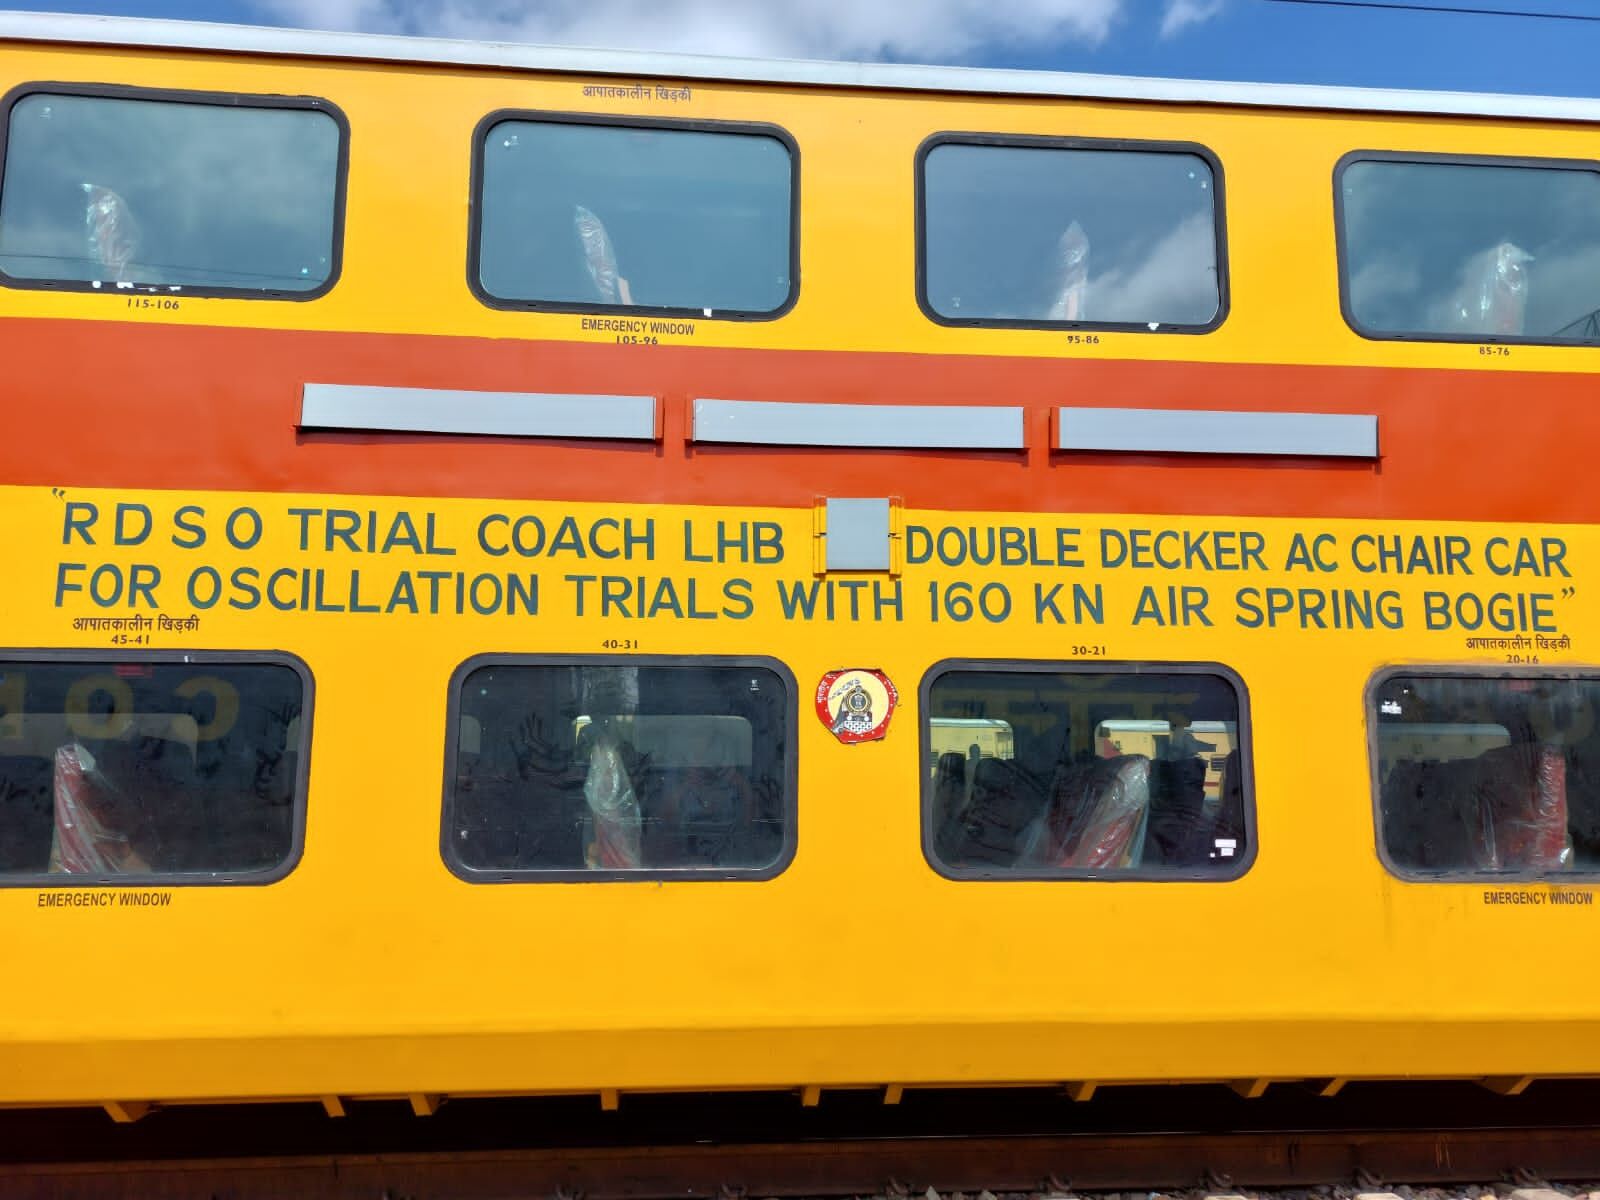 आपातकालीन खिड़की
115-106
EMERGENCY WINDOW
105-96
95-86
85-76
"RDSO TRIAL COACH LHB DOUBLE DECKER AC CHAIR CAR
FOR OSCILLATION TRIALS WITH 160 KN AIR SPRING BOGIE"
आपातकालीन खिड़की
45-41
40-31
30-21
आपातकालीन खिड़की
20-16
EMERGENCY WINDOW
EMERGENCY WINDOW